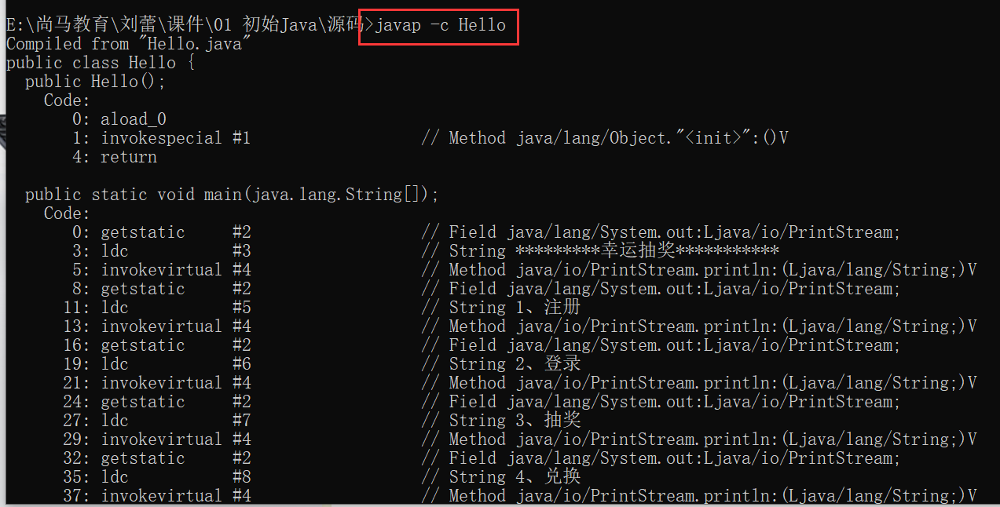 E:\尚马教育\刘蕾\课件\01 初始Java\源码>javap -c Hello
Compiled from "Hello.java"
public class Hello {
  public Hello();
    Code:
       0: aload_0
       1: invokespecial #1                  // Method java/lang/Object."<init>":()V
       4: return

  public static void main(java.lang.String[]);
    Code:
       0: getstatic     #2                  // Field java/lang/System.out:Ljava/io/PrintStream;
       3: ldc           #3                  // String *********幸运抽奖***********
       5: invokevirtual #4                  // Method java/io/PrintStream.println:(Ljava/lang/String;)V
       8: getstatic     #2                  // Field java/lang/System.out:Ljava/io/PrintStream;
      11: ldc           #5                  // String 1、注册
      13: invokevirtual #4                  // Method java/io/PrintStream.println:(Ljava/lang/String;)V
      16: getstatic     #2                  // Field java/lang/System.out:Ljava/io/PrintStream;
      19: ldc           #6                  // String 2、登录
      21: invokevirtual #4                  // Method java/io/PrintStream.println:(Ljava/lang/String;)V
      24: getstatic     #2                  // Field java/lang/System.out:Ljava/io/PrintStream;
      27: ldc           #7                  // String 3、抽奖
      29: invokevirtual #4                  // Method java/io/PrintStream.println:(Ljava/lang/String;)V
      32: getstatic     #2                  // Field java/lang/System.out:Ljava/io/PrintStream;
      35: ldc           #8                  // String 4、兑换
      37: invokevirtual #4                  // Method java/io/PrintStream.println:(Ljava/lang/String;)V